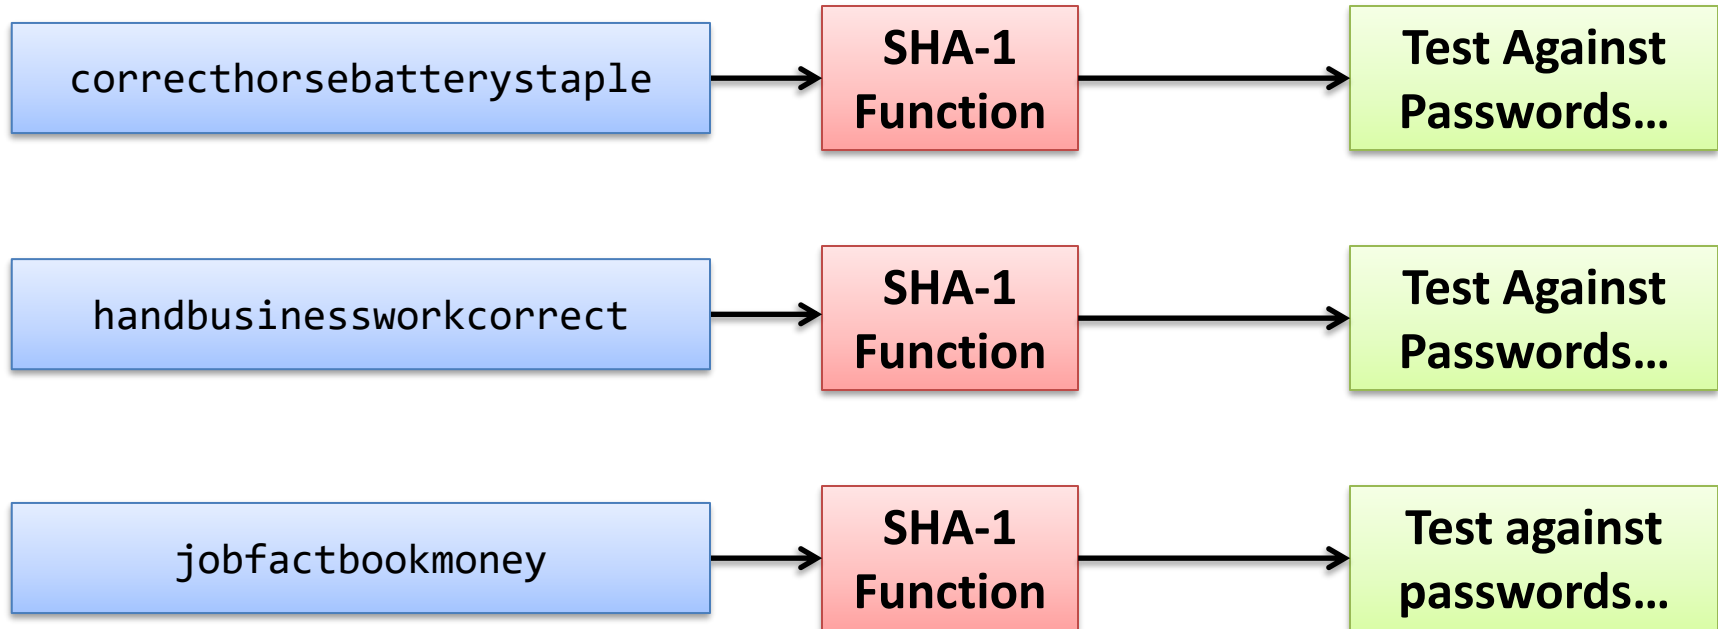 correcthorsebatterystaple
SHA-1
Function
Test Against
Passwords…
handbusinessworkcorrect
SHA-1
Function
Test Against
Passwords…
jobfactbookmoney
SHA-1
Function
Test against
passwords…